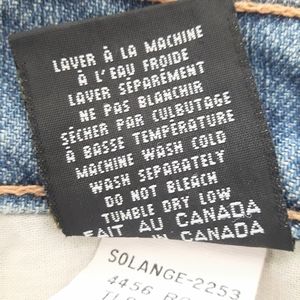 LAVER À LA MACHINE
À L'EAU FROIDE
LAVER SÉPARÉMENT
NE PAS BLANCHIR
SÉCHER PAR CULBUTAGE
À BASSE TEMPÉRATURE
MACHINE WASH COLD
WASH SEPARATELY
DO NOT BLEACH
TUMBLE DRY LOW
FAIT AU CANADA
IN CANADA
SOLANGE-2253
4456